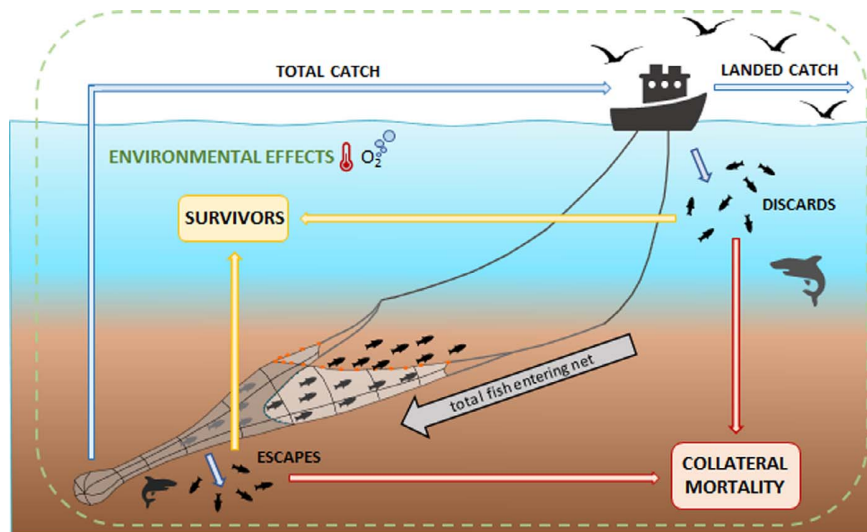 TOTAL CATCH
LANDED CATCH
ENVIRONMENTAL EFFECTS
O₂
SURVIVORS
DISCARDS
total fish entering net
ESCAPES
COLLATERAL
MORTALITY